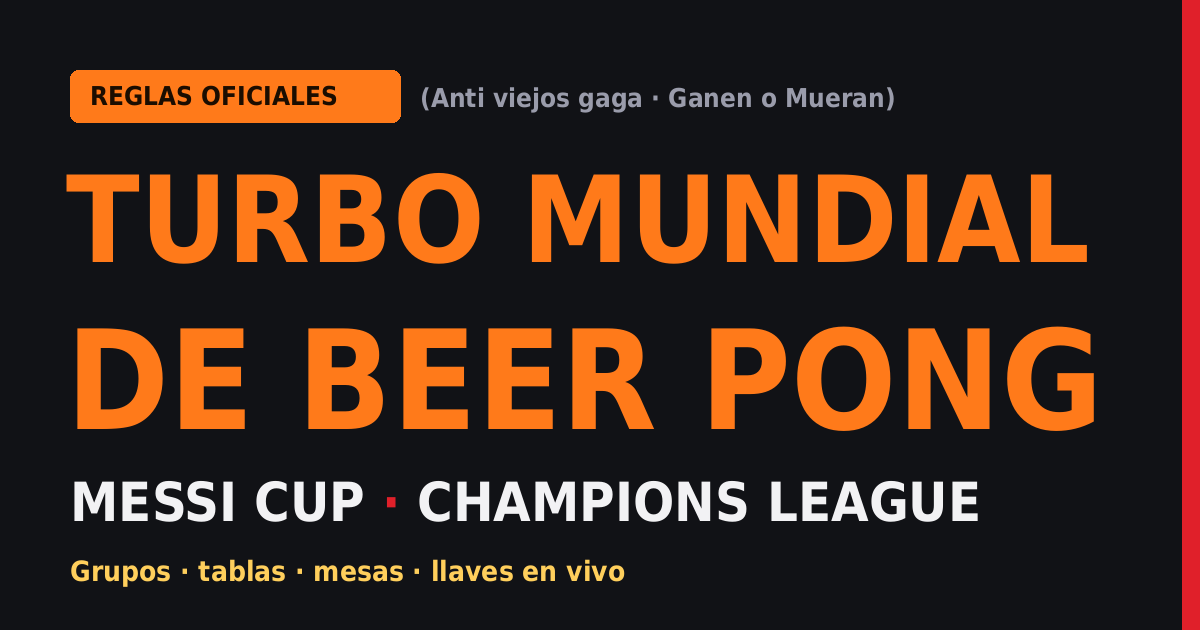 REGLAS OFICIALES (Anti viejos gaga · Ganen o Mueran)
TURBO MUNDIAL
DE BEER PONG
MESSI CUP · CHAMPIONS LEAGUE
Grupos · tablas · mesas · llaves en vivo